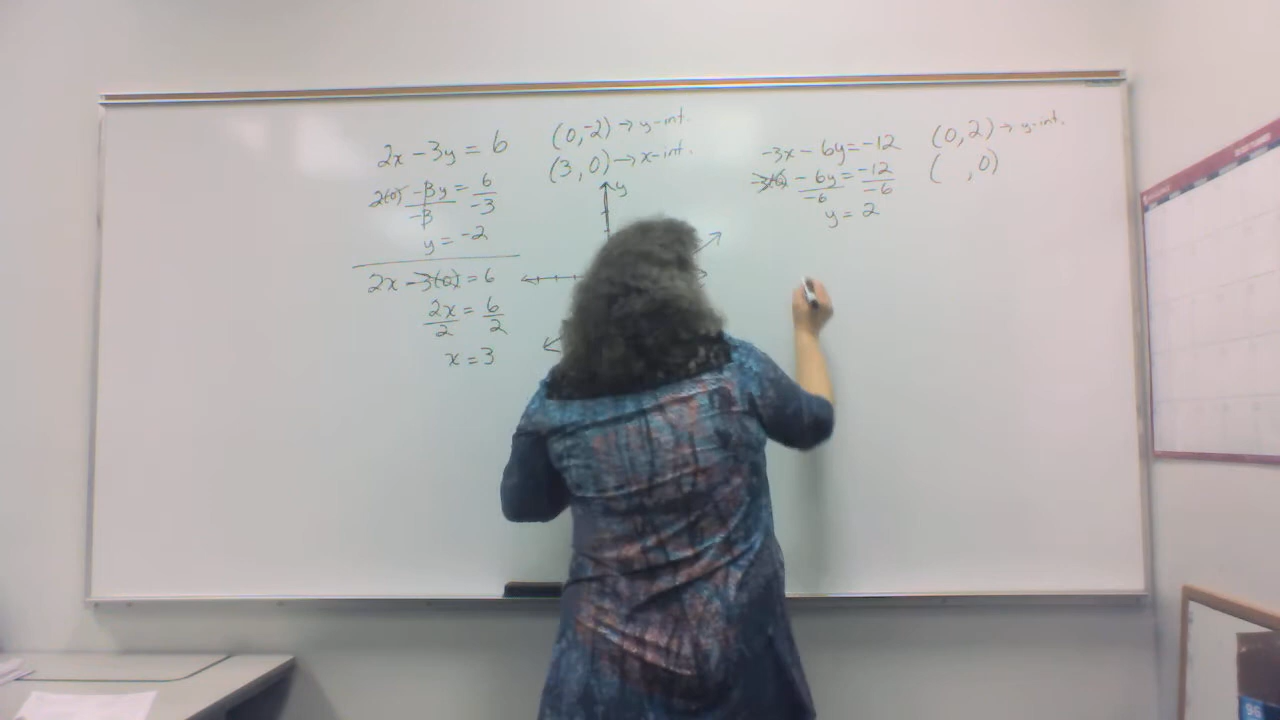 2x - 3y = 6
2(0) - 3y = 6
-3 -3
y = -2
2x - 3(0) = 6
2x = 6
2 2
x = 3
(0, -2) → y-int.
(3, 0) → x-int.
y
-3x - 6y = -12
-3(0) - 6y = -12
-6 -6
y = 2
(0, 2) → y-int.
( , 0)
96